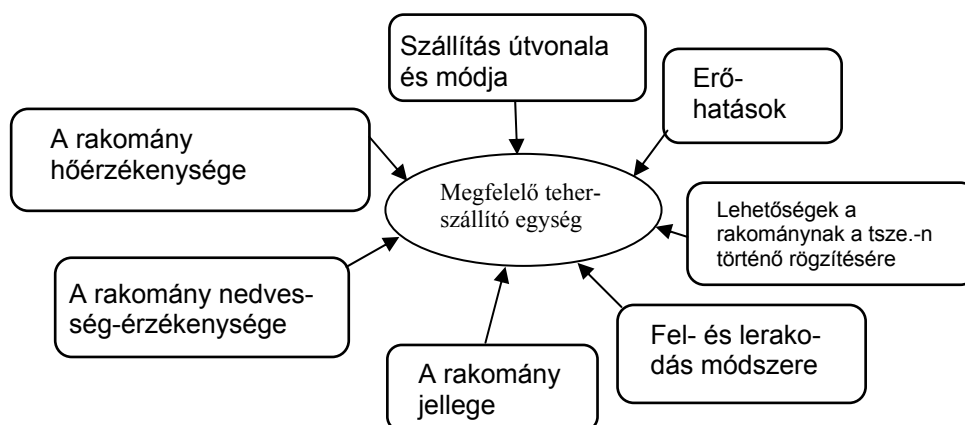 Szállítás útvonala
és módja
Erő-
hatások
A rakomány
hőérzékenysége
Megfelelő teher-
szállító egység
Lehetőségek a
rakománynak a tsze.-n
történő rögzítésére
A rakomány nedves-
ség-érzékenysége
Fel- és lerako-
dás módszere
A rakomány
jellege